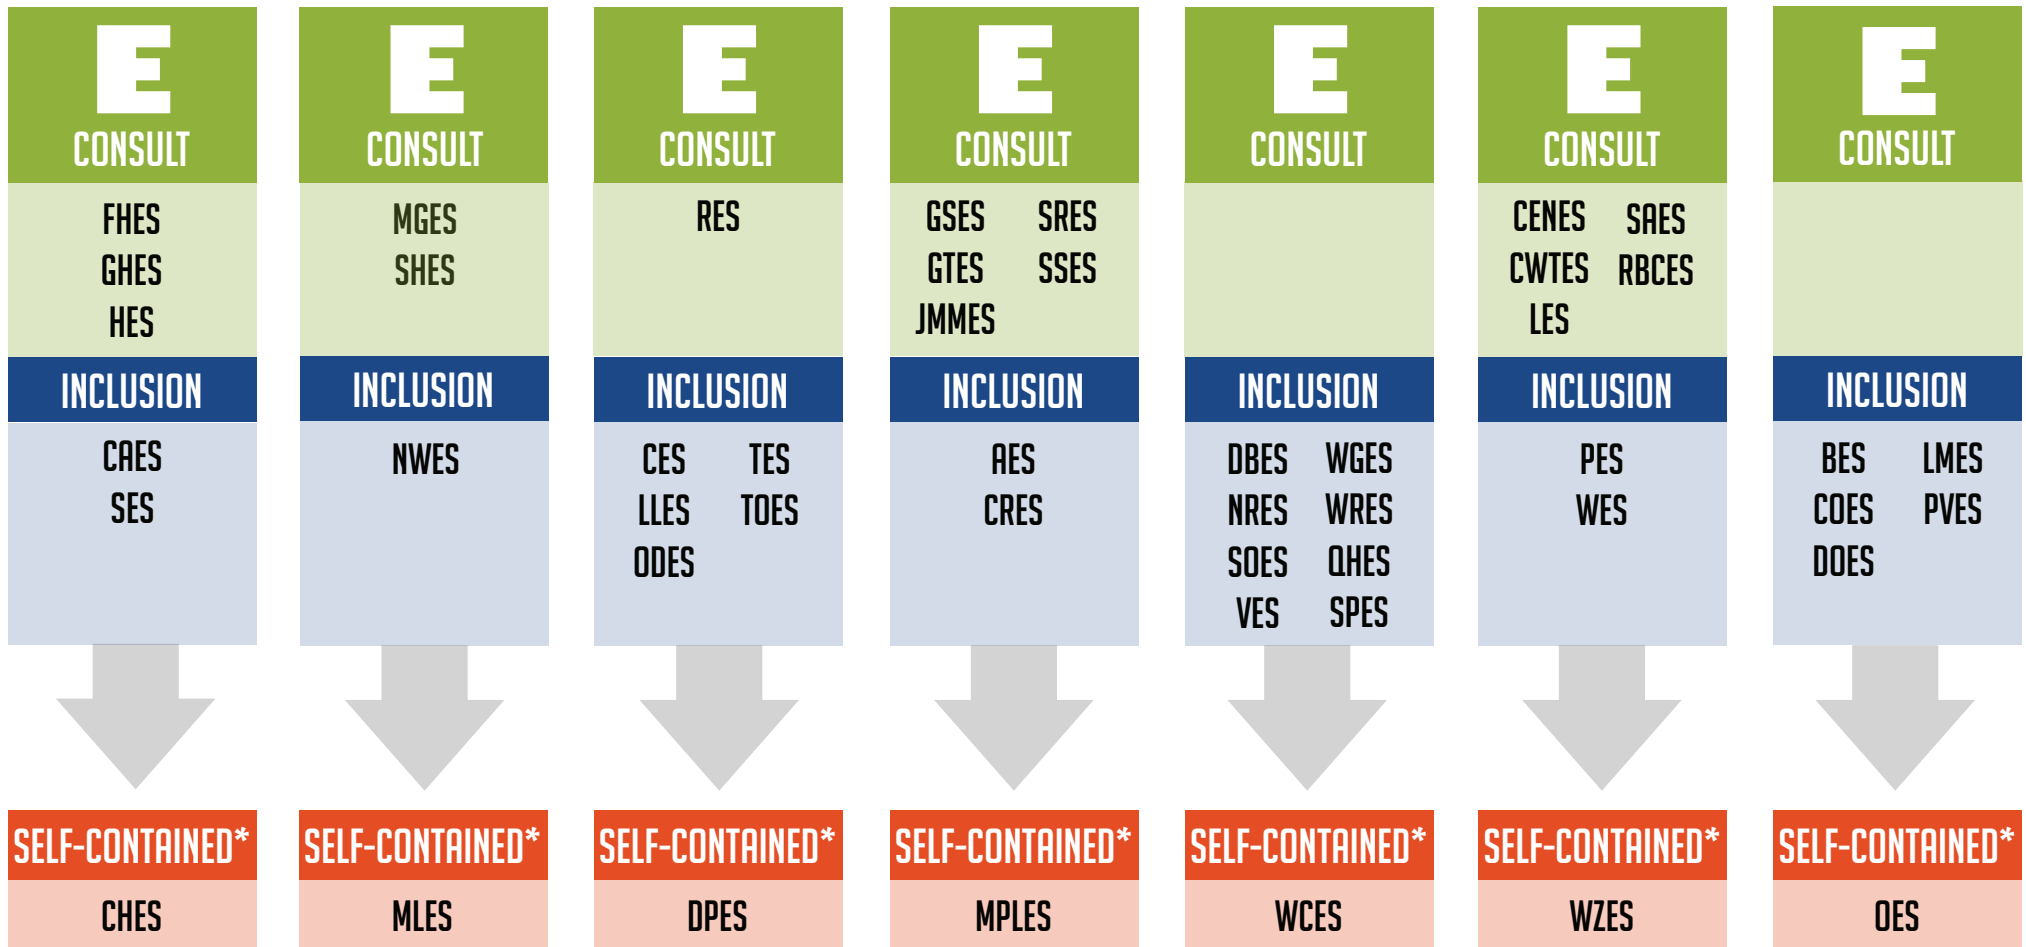 E
CONSULT
FHES
GHES
HES
INCLUSION
CAES
SES
SELF-CONTAINED*
CHES
E
CONSULT
MGES
SHES
INCLUSION
NWES
SELF-CONTAINED*
MLES
E
CONSULT
RES
INCLUSION
CES TES
LLES TOES
ODES
SELF-CONTAINED*
DPES
E
CONSULT
GSES SRES
GTES SSES
JMMES
INCLUSION
AES
CRES
SELF-CONTAINED*
MPLES
E
CONSULT
INCLUSION
DBES WGES
NRES WRES
SOES QHES
VES SPES
SELF-CONTAINED*
WCES
E
CONSULT
CENES SAES
CWTES RBCES
LES
INCLUSION
PES
WES
SELF-CONTAINED*
WZES
E
CONSULT
INCLUSION
BES LMES
COES PVES
DOES
SELF-CONTAINED*
OES